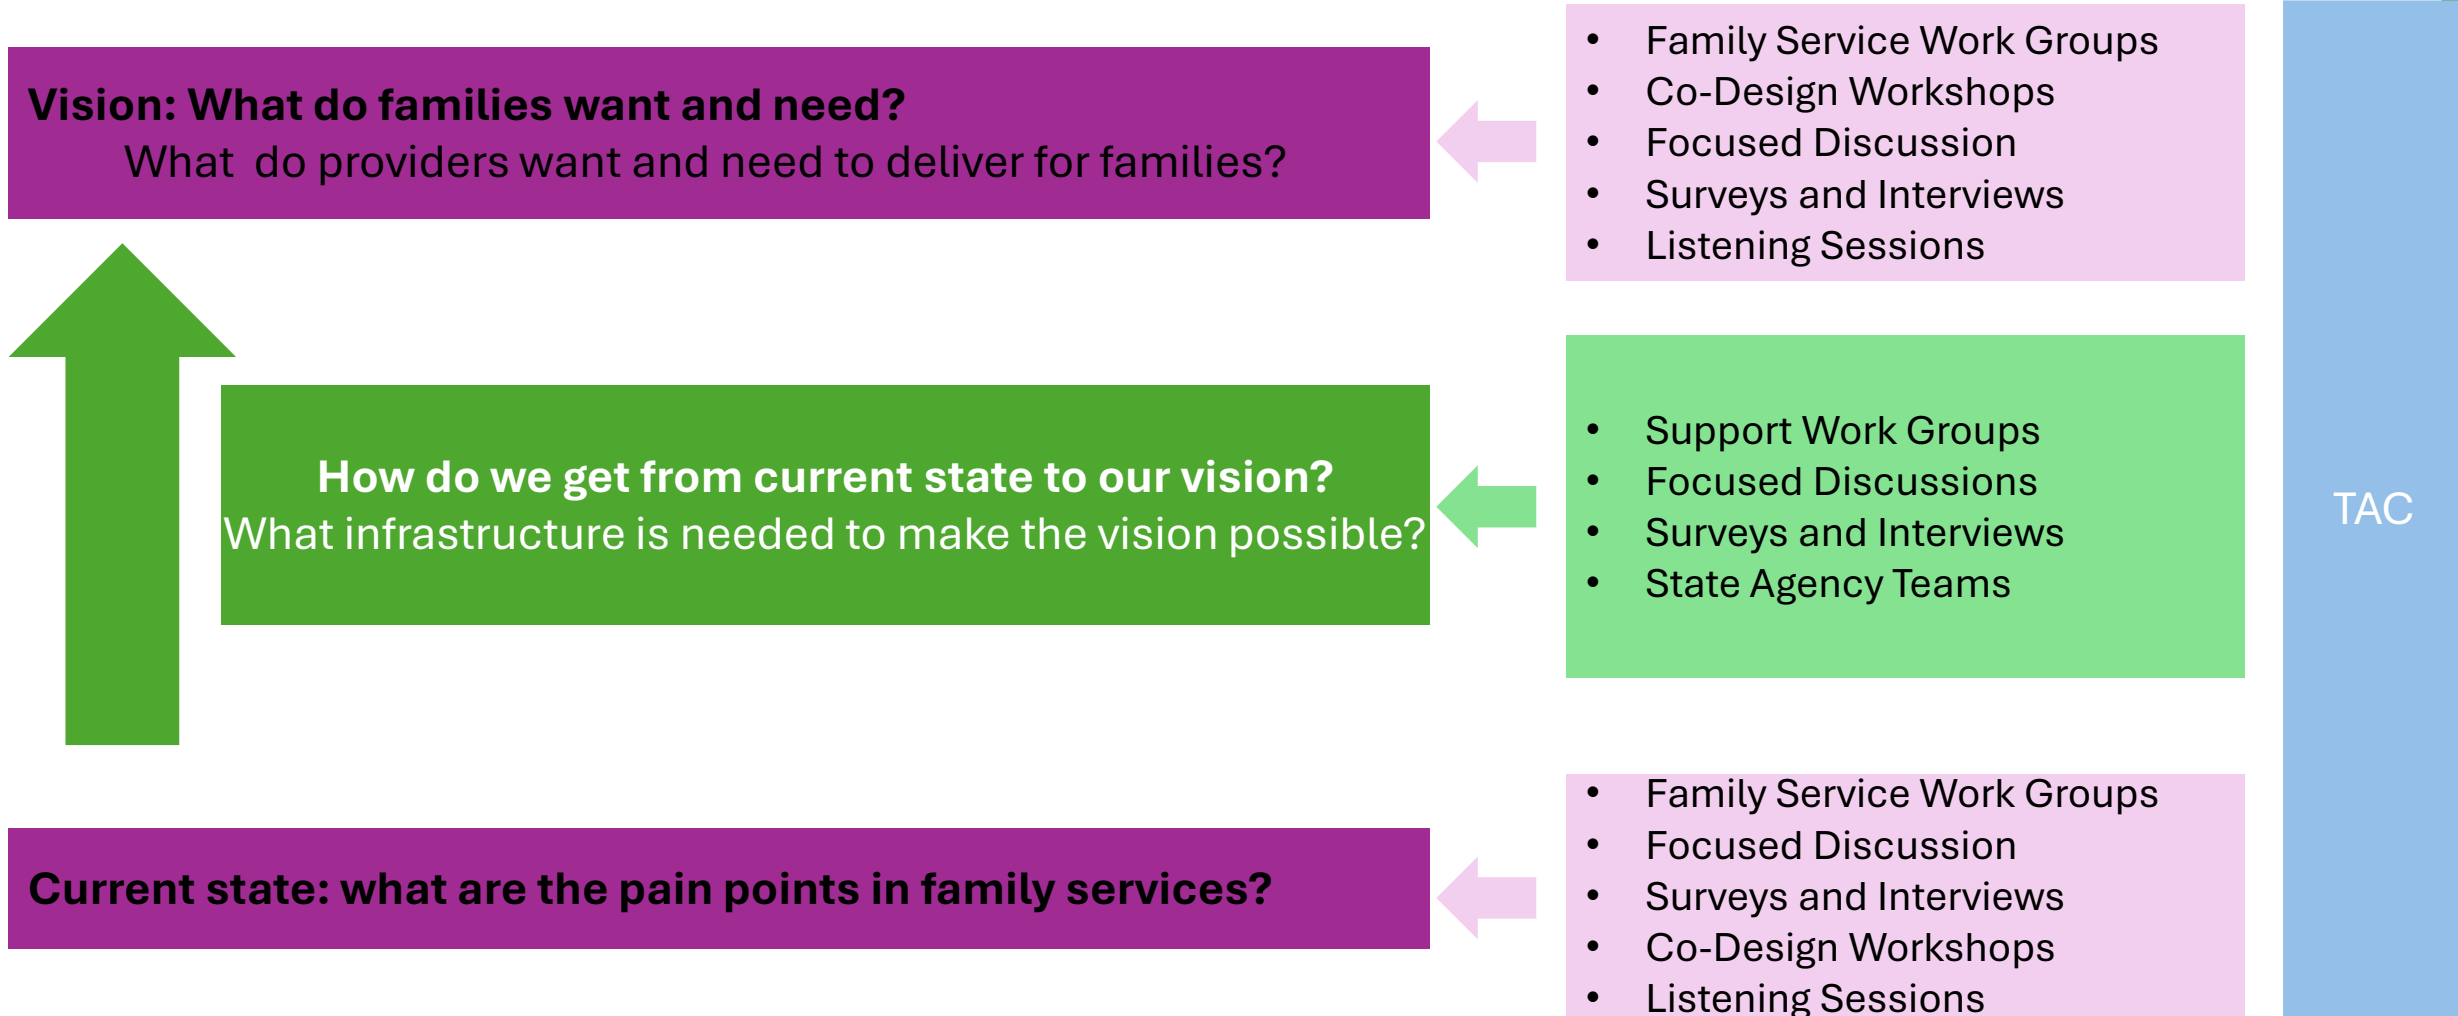 Vision: What do families want and need?
What  do providers want and need to deliver for families?
• Family Service Work Groups
• Co-Design Workshops
• Focused Discussion
• Surveys and Interviews
• Listening Sessions
How do we get from current state to our vision?
What infrastructure is needed to make the vision possible?
• Support Work Groups
• Focused Discussions
• Surveys and Interviews
• State Agency Teams
TAC
Current state: what are the pain points in family services?
• Family Service Work Groups
• Focused Discussion
• Surveys and Interviews
• Co-Design Workshops
• Listening Sessions